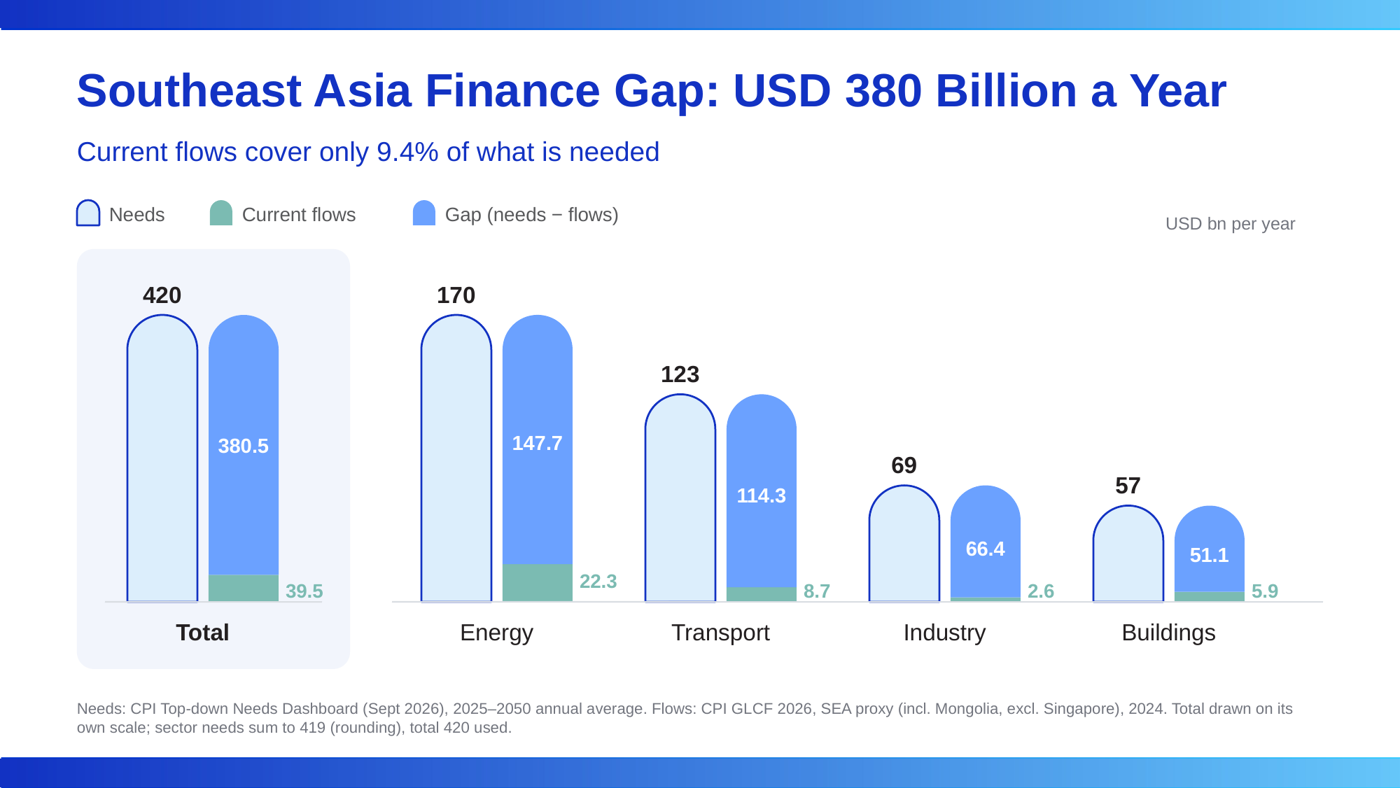 Southeast Asia Finance Gap: USD 380 Billion a Year
Current flows cover only 9.4% of what is needed
Needs
Current flows
Gap (needs − flows)
USD bn per year
420
380.5
39.5
Total
170
147.7
22.3
Energy
123
114.3
8.7
Transport
69
66.4
2.6
Industry
57
51.1
5.9
Buildings
Needs: CPI Top-down Needs Dashboard (Sept 2026), 2025–2050 annual average. Flows: CPI GLCF 2026, SEA proxy (incl. Mongolia, excl. Singapore), 2024. Total drawn on its
own scale; sector needs sum to 419 (rounding), total 420 used.